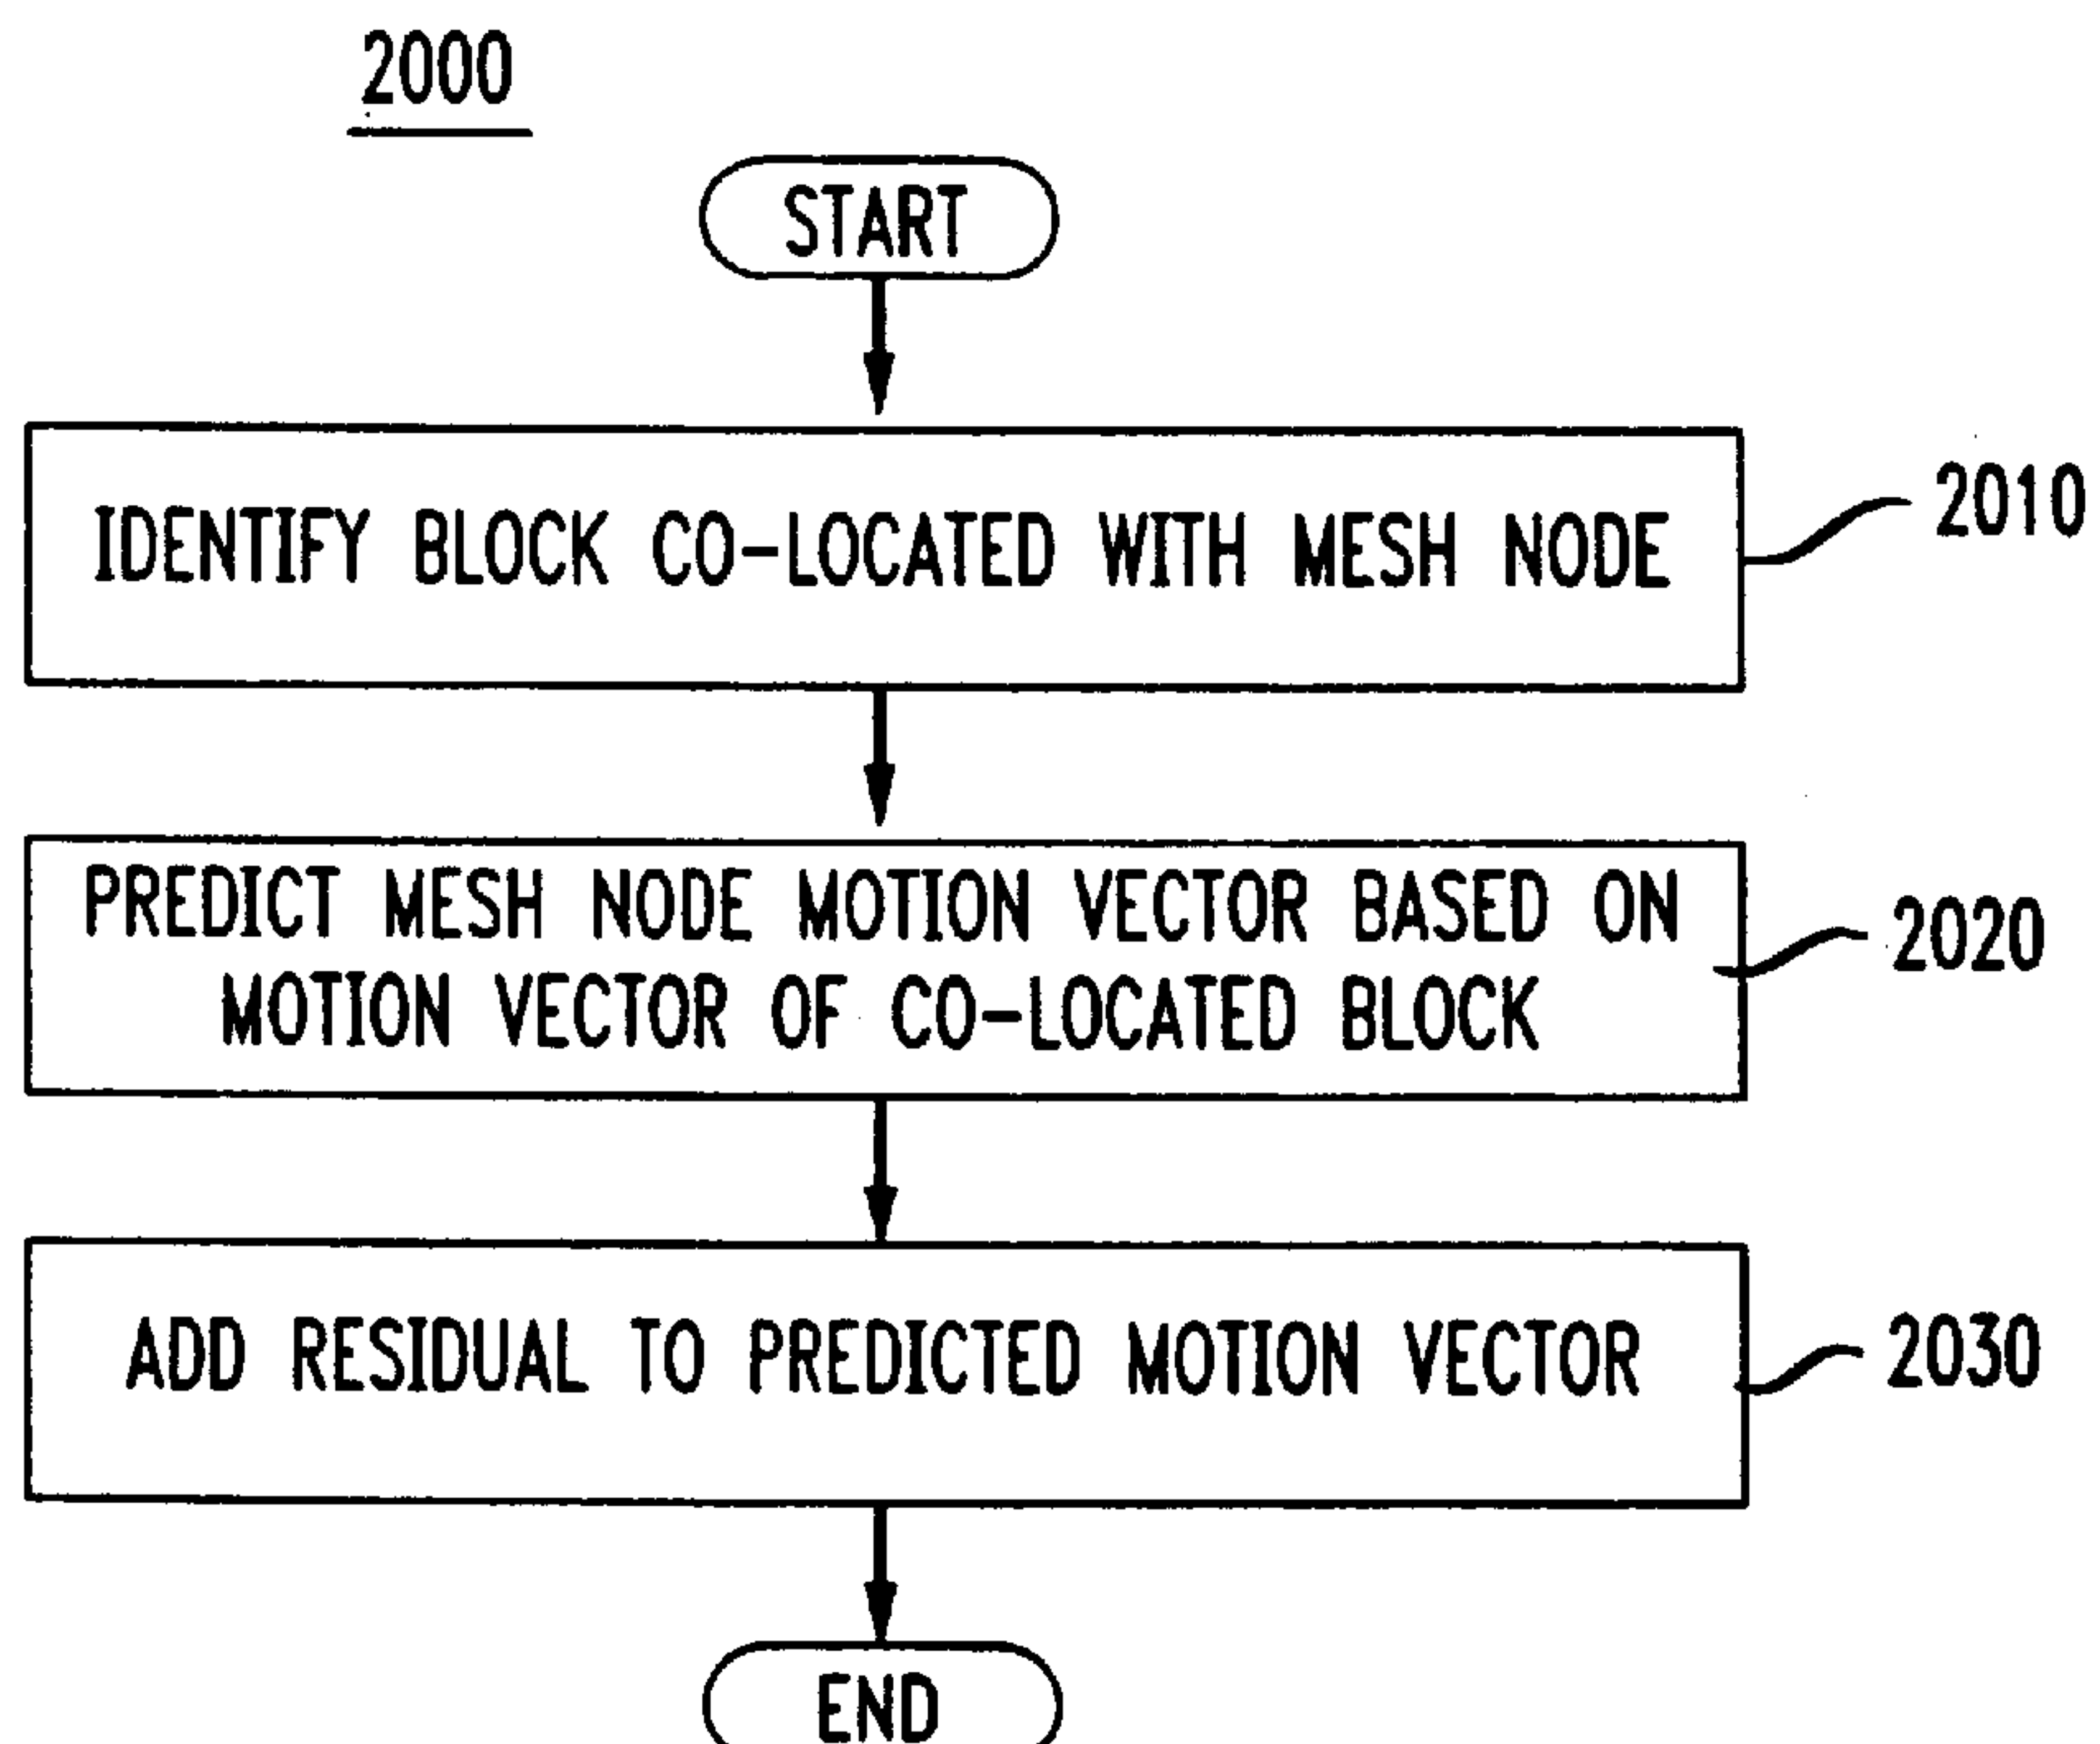 2000
START
IDENTIFY BLOCK CO-LOCATED WITH MESH NODE
2010
PREDICT MESH NODE MOTION VECTOR BASED ON
MOTION VECTOR OF CO-LOCATED BLOCK
2020
ADD RESIDUAL TO PREDICTED MOTION VECTOR
2030
END